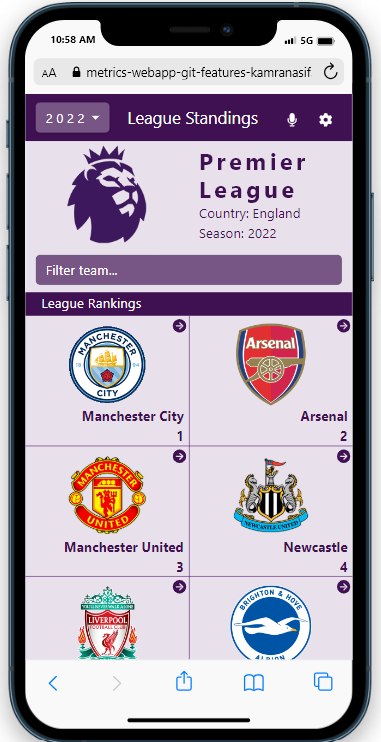 10:58 AM 5G
AA metrics-webapp-git-features-kamranasif
2022 League Standings
Premier
League
Country: England
Season: 2022
Filter team...
League Rankings
MANCHESTER
18 94
CITY
Manchester City
1
Arsenal
Arsenal
2
MANCHESTER
UNITED
Manchester United
3
NEWCASTLE UNITED
Newcastle
4
YOU'LL NEVER WALK ALONE
LIVERPOOL
FOOTBALL CLUB
BRIGHTON & HOVE
ALBION